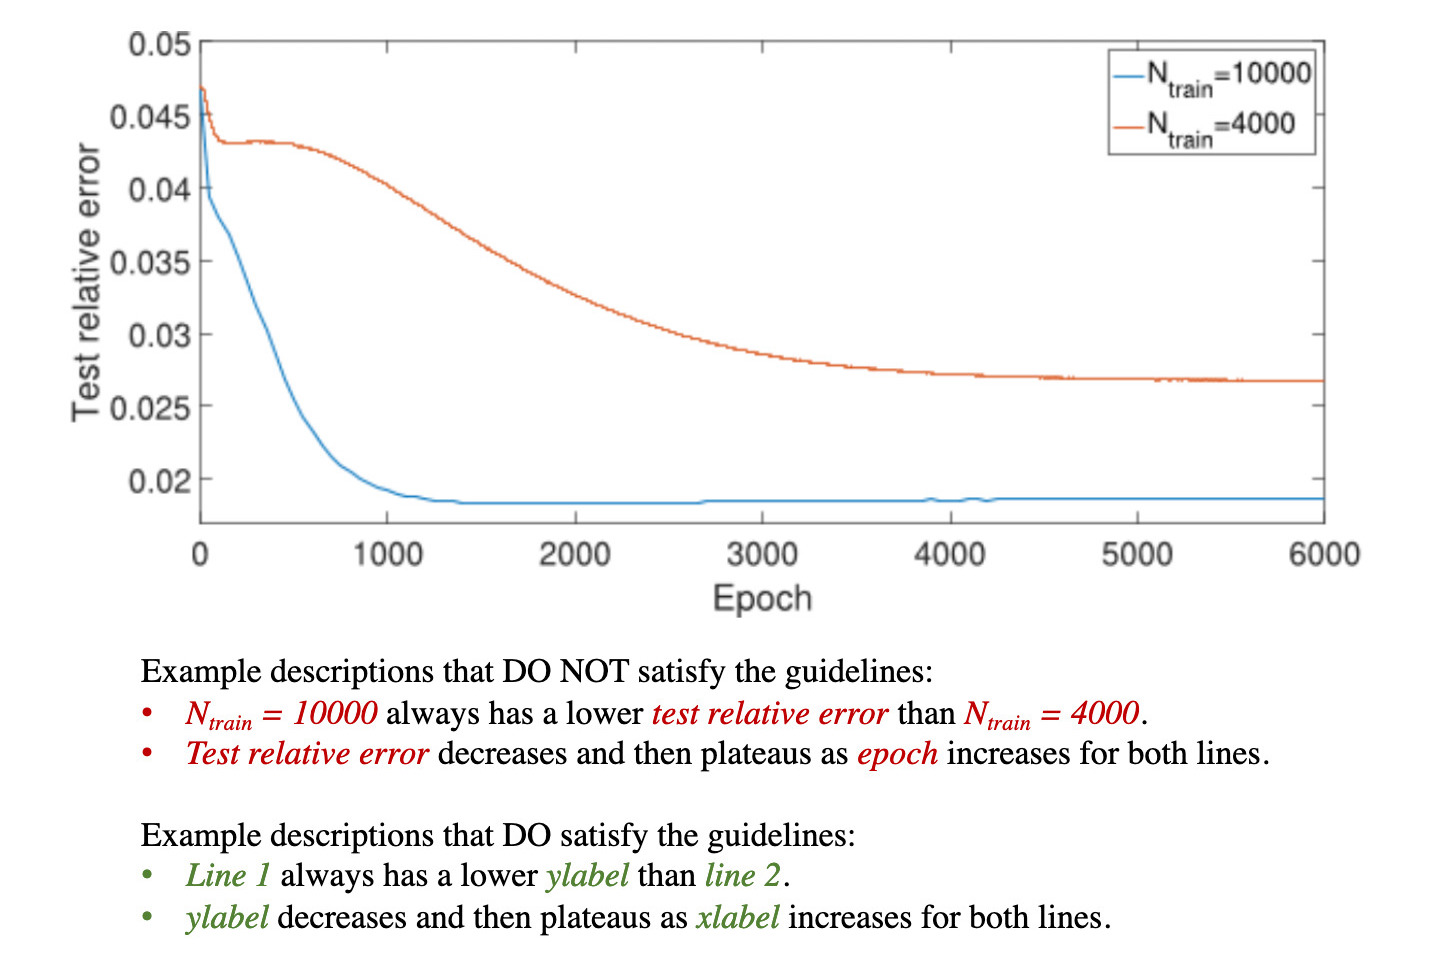 0.05
0.045
0.04
0.035
0.03
0.025
0.02
Test relative error
N_train=10000
N_train=4000
0 1000 2000 3000 4000 5000 6000
Epoch
Example descriptions that DO NOT satisfy the guidelines:
• N_train = 10000 always has a lower test relative error than N_train = 4000.
• Test relative error decreases and then plateaus as epoch increases for both lines.
Example descriptions that DO satisfy the guidelines:
• Line 1 always has a lower ylabel than line 2.
• ylabel decreases and then plateaus as xlabel increases for both lines.